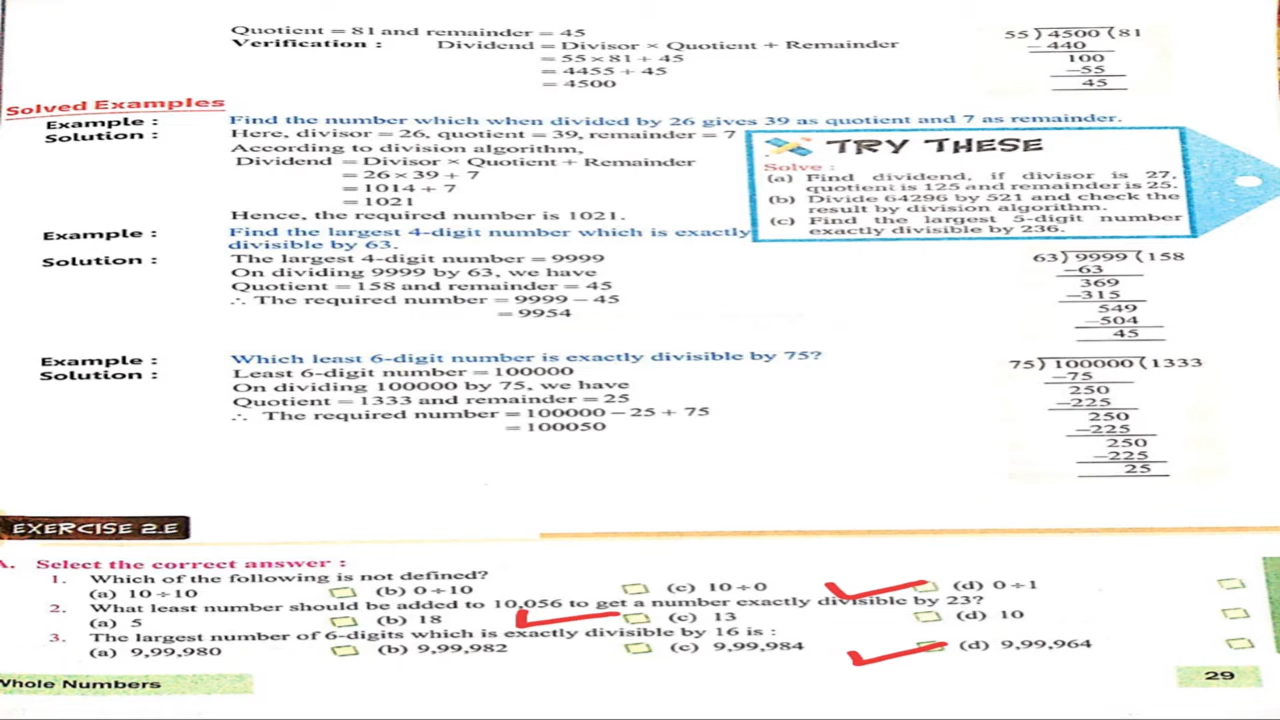 Quotient = 81 and remainder = 45
Verification : Dividend = Divisor × Quotient + Remainder
= 55 × 81 + 45
= 4455 + 45
= 4500
55 ) 4500 ( 81
− 440
100
−55
45
Solved Examples
Example : Find the number which when divided by 26 gives 39 as quotient and 7 as remainder.
Solution : Here, divisor = 26, quotient = 39, remainder = 7
According to division algorithm,
Dividend = Divisor × Quotient + Remainder
= 26 × 39 + 7
= 1014 + 7
= 1021
Hence, the required number is 1021.
TRY THESE
Solve :
(a) Find dividend, if divisor is 27,
quotient is 125 and remainder is 25.
(b) Divide 64296 by 521 and check the
result by division algorithm.
(c) Find the largest 5-digit number
exactly divisible by 236.
Example : Find the largest 4-digit number which is exactly
divisible by 63.
Solution : The largest 4-digit number = 9999
On dividing 9999 by 63, we have
Quotient = 158 and remainder = 45
∴ The required number = 9999 − 45
= 9954
63 ) 9999 ( 158
−63
369
−315
549
−504
45
Example : Which least 6-digit number is exactly divisible by 75?
Solution : Least 6-digit number = 100000
On dividing 100000 by 75, we have
Quotient = 1333 and remainder = 25
∴ The required number = 100000 − 25 + 75
= 100050
75 ) 100000 ( 1333
−75
250
−225
250
−225
250
−225
25
EXERCISE 2.E
A. Select the correct answer :
1. Which of the following is not defined?
(a) 10 ÷ 10 (b) 0 ÷ 10 (c) 10 ÷ 0 (d) 0 ÷ 1
2. What least number should be added to 10,056 to get a number exactly divisible by 23?
(a) 5 (b) 18 (c) 13 (d) 10
3. The largest number of 6-digits which is exactly divisible by 16 is :
(a) 9,99,980 (b) 9,99,982 (c) 9,99,984 (d) 9,99,964
Whole Numbers
29